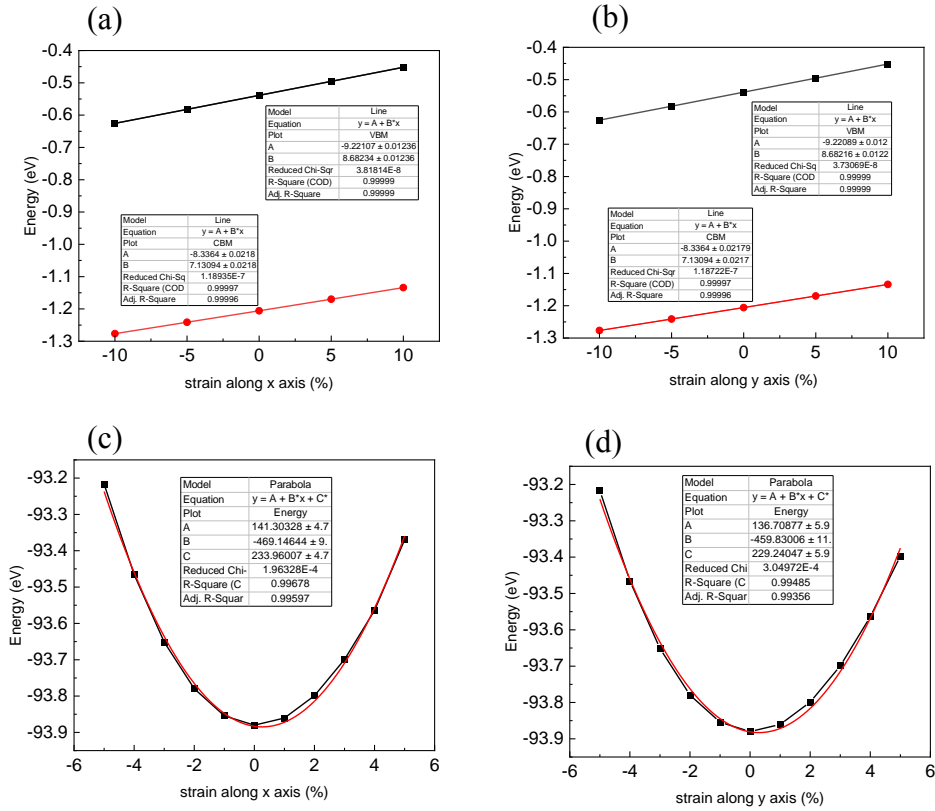 (a)
-0.4
-0.5
-0.6
-0.7
-0.8
-0.9
-1.0
-1.1
-1.2
-1.3
Energy (eV)
Model Line
Equation y = A + B*x
Plot VBM
A -9.22107 ± 0.01236
B 8.68234 ± 0.01236
Reduced Chi-Sqr 3.81814E-8
R-Square (COD) 0.99999
Adj. R-Square 0.99999
Model Line
Equation y = A + B*x
Plot CBM
A -8.3364 ± 0.0218
B 7.13094 ± 0.0218
Reduced Chi-Sq 1.18935E-7
R-Square (COD 0.99997
Adj. R-Square 0.99996
-10 -5 0 5 10
strain along x axis (%)
(b)
-0.4
-0.5
-0.6
-0.7
-0.8
-0.9
-1.0
-1.1
-1.2
-1.3
Energy (eV)
Model Line
Equation y = A + B*x
Plot VBM
A -9.22089 ± 0.012
B 8.68216 ± 0.0122
Reduced Chi-Sq 3.73069E-8
R-Square (COD 0.99999
Adj. R-Square 0.99999
Model Line
Equation y = A + B*x
Plot CBM
A -8.3364 ± 0.02179
B 7.13094 ± 0.0217
Reduced Chi-Sqr 1.18722E-7
R-Square (COD) 0.99997
Adj. R-Square 0.99996
-10 -5 0 5 10
strain along y axis (%)
(c)
-93.2
-93.3
-93.4
-93.5
-93.6
-93.7
-93.8
-93.9
Energy (eV)
Model Parabola
Equation y = A + B*x + C*
Plot Energy
A 141.30328 ± 4.7
B -469.14644 ± 9.
C 233.96007 ± 4.7
Reduced Chi- 1.96328E-4
R-Square (C 0.99678
Adj. R-Squar 0.99597
-6 -4 -2 0 2 4 6
strain along x axis (%)
(d)
-93.2
-93.3
-93.4
-93.5
-93.6
-93.7
-93.8
-93.9
Energy (eV)
Model Parabola
Equation y = A + B*x + C*
Plot Energy
A 136.70877 ± 5.9
B -459.83006 ± 11.
C 229.24047 ± 5.9
Reduced Chi 3.04972E-4
R-Square (C 0.99485
Adj. R-Squar 0.99356
-6 -4 -2 0 2 4 6
strain along y axis (%)